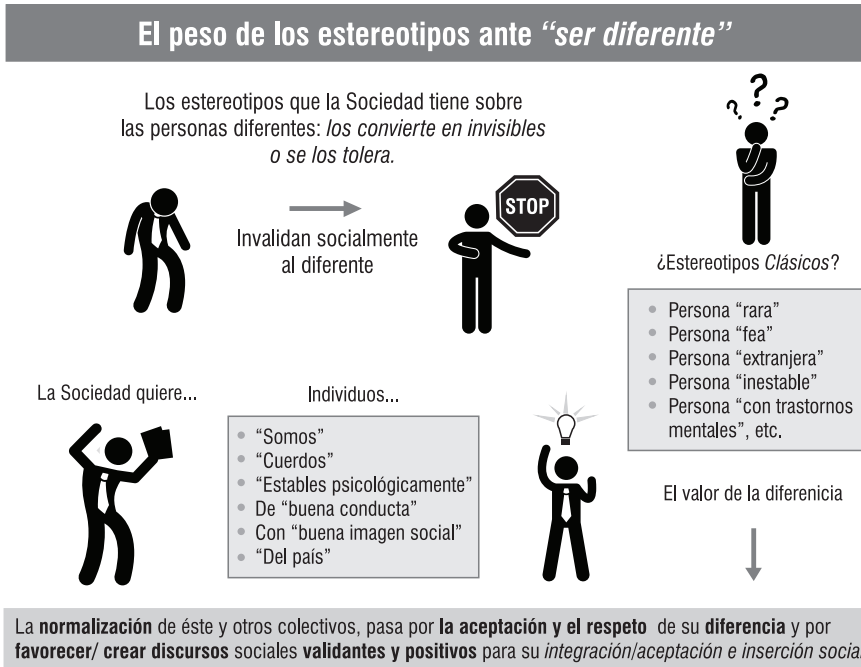 El peso de los estereotipos ante “ser diferente”
Los estereotipos que la Sociedad tiene sobre
las personas diferentes: los convierte en invisibles
o se los tolera.
Invalidan socialmente
al diferente
STOP
? ? ?
¿Estereotipos Clásicos?
• Persona “rara”
• Persona “fea”
• Persona “extranjera”
• Persona “inestable”
• Persona “con trastornos
mentales”, etc.
La Sociedad quiere...
Individuos...
• “Somos”
• “Cuerdos”
• “Estables psicológicamente”
• De “buena conducta”
• Con “buena imagen social”
• “Del país”
El valor de la diferenicia
La normalización de éste y otros colectivos, pasa por la aceptación y el respeto de su diferencia y por
favorecer/ crear discursos sociales validantes y positivos para su integración/aceptación e inserción social